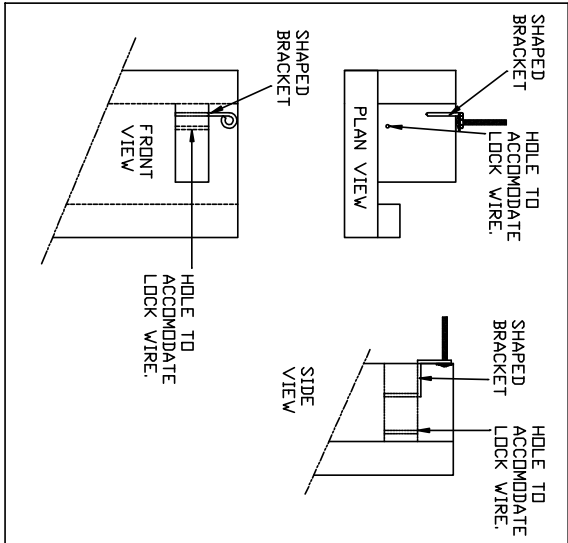 SHAPED
BRACKET
HOLE TO
ACCOMODATE
LOCK WIRE.
PLAN VIEW
SHAPED
BRACKET
HOLE TO
ACCOMODATE
LOCK WIRE.
SIDE
VIEW
SHAPED
BRACKET
FRONT
VIEW
HOLE TO
ACCOMODATE
LOCK WIRE.